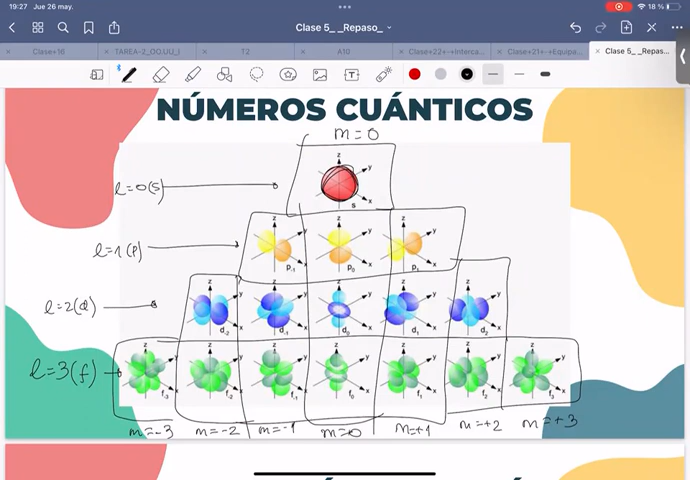 19:27 Jue 26 may.
18 %
Clase 5_ _Repaso_
Clase+16
TAREA-2_OO.UU_I
T2
A10
Clase+22+-+Interca...
Clase+21+-+Equipa...
Clase 5_ _Repas...
NÚMEROS CUÁNTICOS
m=0
l=0(s)
z y x s
l=1(p)
z y x p-1
z y x p0
z y x p1
l=2(d)
z y x d-2
z y x d-1
z y x d0
z y x d1
z y x d2
l=3(f)
z y x f-3
z y x f-2
z y x f-1
z y x f0
z y x f1
z y x f2
z y x f3
m=-3 m=-2 m=-1 m=0 m=+1 m=+2 m=+3